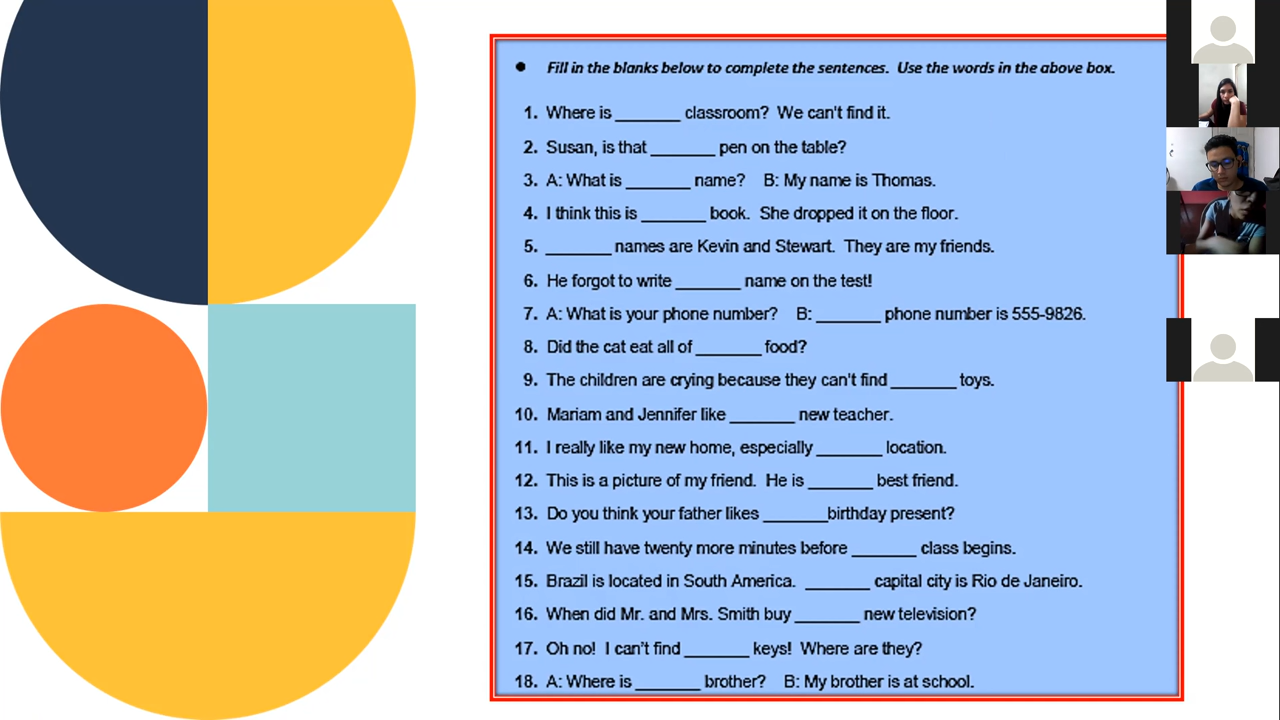 • Fill in the blanks below to complete the sentences. Use the words in the above box.
1. Where is _______ classroom? We can't find it.
2. Susan, is that _______ pen on the table?
3. A: What is _______ name? B: My name is Thomas.
4. I think this is _______ book. She dropped it on the floor.
5. _______ names are Kevin and Stewart. They are my friends.
6. He forgot to write _______ name on the test!
7. A: What is your phone number? B: _______ phone number is 555-9826.
8. Did the cat eat all of _______ food?
9. The children are crying because they can't find _______ toys.
10. Mariam and Jennifer like _______ new teacher.
11. I really like my new home, especially _______ location.
12. This is a picture of my friend. He is _______ best friend.
13. Do you think your father likes _______birthday present?
14. We still have twenty more minutes before _______ class begins.
15. Brazil is located in South America. _______ capital city is Rio de Janeiro.
16. When did Mr. and Mrs. Smith buy _______ new television?
17. Oh no! I can't find _______ keys! Where are they?
18. A: Where is _______ brother? B: My brother is at school.